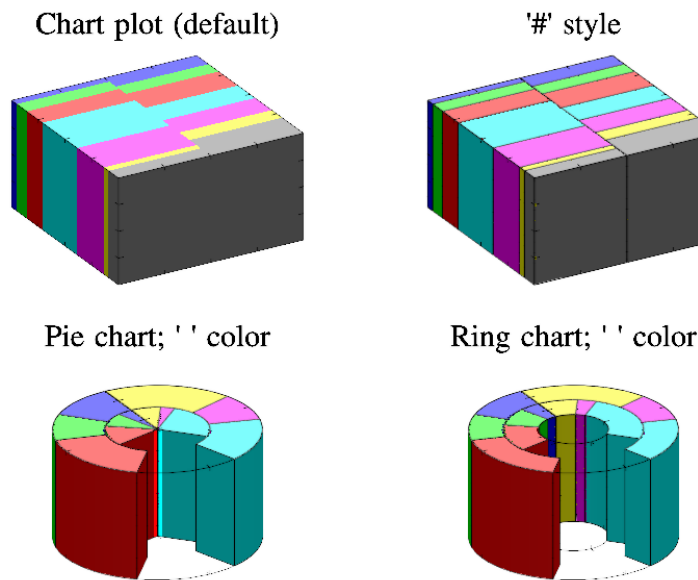 Chart plot (default)
'#' style
Pie chart; ' ' color
Ring chart; ' ' color